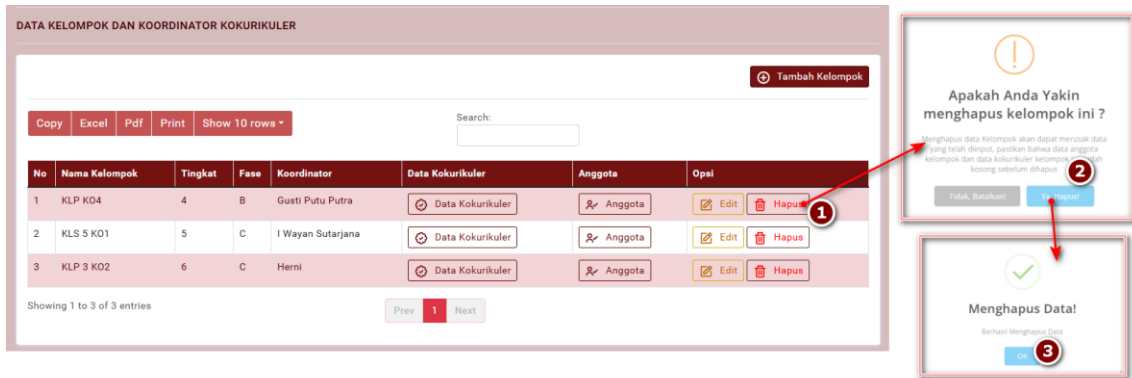 DATA KELOMPOK DAN KOORDINATOR KOKURIKULER
Tambah Kelompok
Copy Excel Pdf Print Show 10 rows
Search:
No Nama Kelompok Tingkat Fase Koordinator Data Kokurikuler Anggota Opsi
1 KLP KO4 4 B Gusti Putu Putra Data Kokurikuler Anggota Edit Hapus
1
2 KLS 5 KO1 5 C I Wayan Sutarjana Data Kokurikuler Anggota Edit Hapus
3 KLP 3 KO2 6 C Herni Data Kokurikuler Anggota Edit Hapus
Showing 1 to 3 of 3 entries
Prev 1 Next
Apakah Anda Yakin
menghapus kelompok ini ?
Menghapus data Kelompok akan dapat merusak data
yang telah diinput, pastikan bahwa data anggota
kelompok dan data kokurikuler kelompok
kosong sebelum dihapus
2
Tidak, Batalkan! Ya, Hapus!
Menghapus Data!
Berhasil Menghapus Data
OK 3